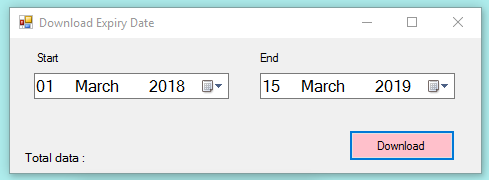 Download Expiry Date
Start End
01 March 2018 15 March 2019
Download
Total data :